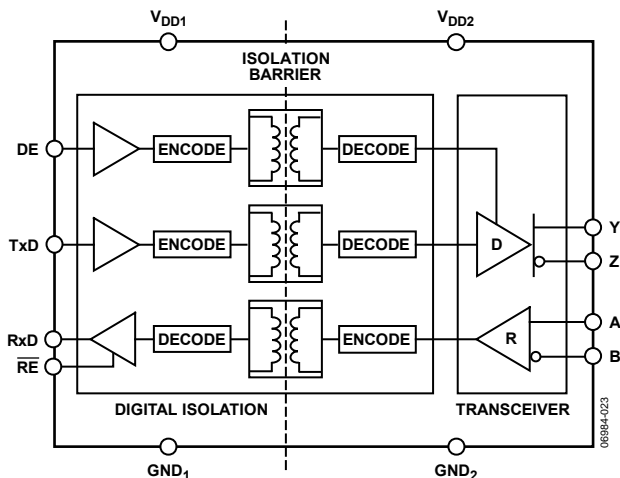 VDD1 VDD2
ISOLATION
BARRIER
DE ENCODE DECODE
D
Y
TxD ENCODE DECODE
Z
RxD DECODE ENCODE R
A
RE
B
DIGITAL ISOLATION TRANSCEIVER
GND1 GND2
06984-023